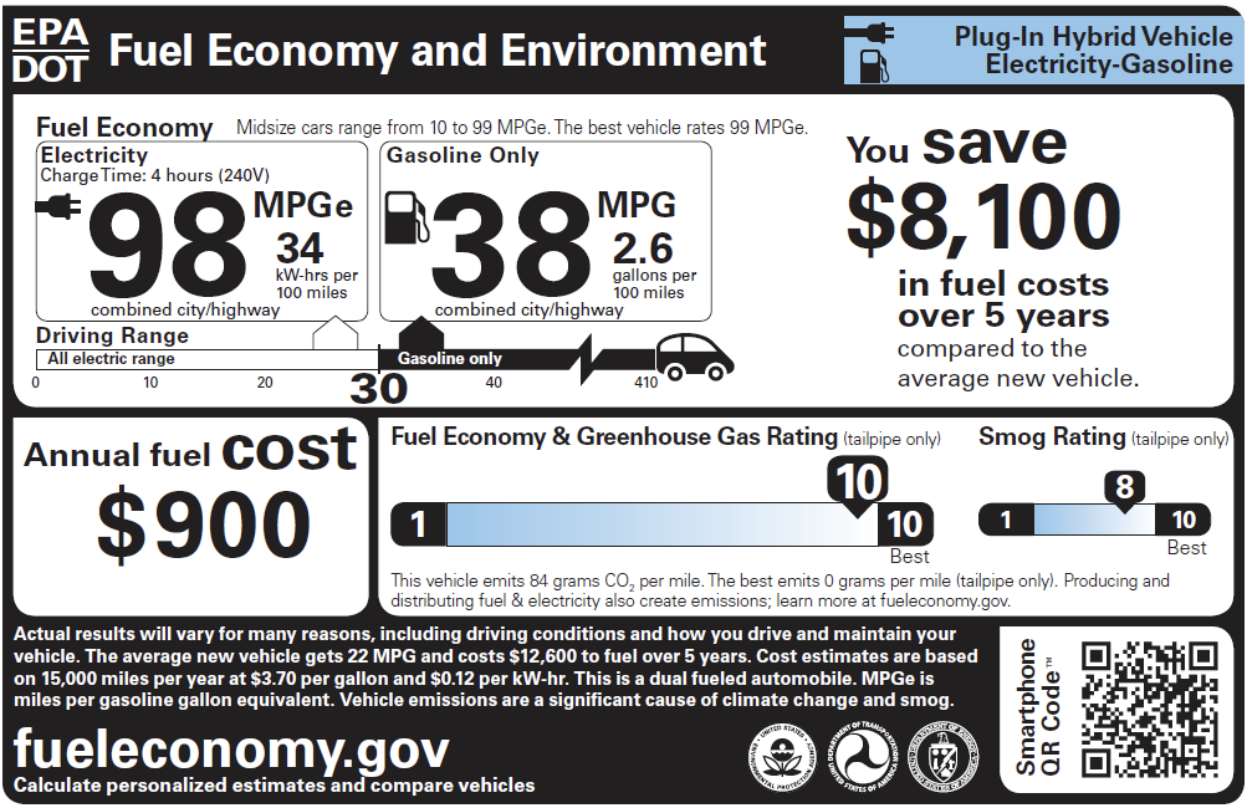 EPA
DOT
Fuel Economy and Environment
Plug-In Hybrid Vehicle
Electricity-Gasoline
Fuel Economy
Midsize cars range from 10 to 99 MPGe. The best vehicle rates 99 MPGe.
Electricity
Charge Time: 4 hours (240V)
98
MPGe
34
kW-hrs per
100 miles
combined city/highway
Gasoline Only
38
MPG
2.6
gallons per
100 miles
combined city/highway
Driving Range
All electric range
Gasoline only
0 10 20 30 40 410
You save
$8,100
in fuel costs
over 5 years
compared to the
average new vehicle.
Annual fuel cost
$900
Fuel Economy & Greenhouse Gas Rating (tailpipe only)
10
1
10
Best
Smog Rating (tailpipe only)
8
1
10
Best
This vehicle emits 84 grams CO₂ per mile. The best emits 0 grams per mile (tailpipe only). Producing and
distributing fuel & electricity also create emissions; learn more at fueleconomy.gov.
Actual results will vary for many reasons, including driving conditions and how you drive and maintain your
vehicle. The average new vehicle gets 22 MPG and costs $12,600 to fuel over 5 years. Cost estimates are based
on 15,000 miles per year at $3.70 per gallon and $0.12 per kW-hr. This is a dual fueled automobile. MPGe is
miles per gasoline gallon equivalent. Vehicle emissions are a significant cause of climate change and smog.
fueleconomy.gov
Calculate personalized estimates and compare vehicles
Smartphone
QR Code™